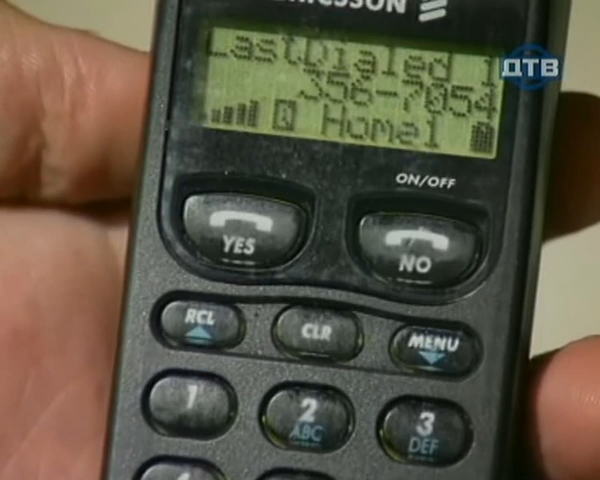 ERICSSON
LastDialed 1
ДТВ
356-7054
Home1
ON/OFF
YES
NO
RCL
CLR
MENU
1
2
ABC
3
DEF